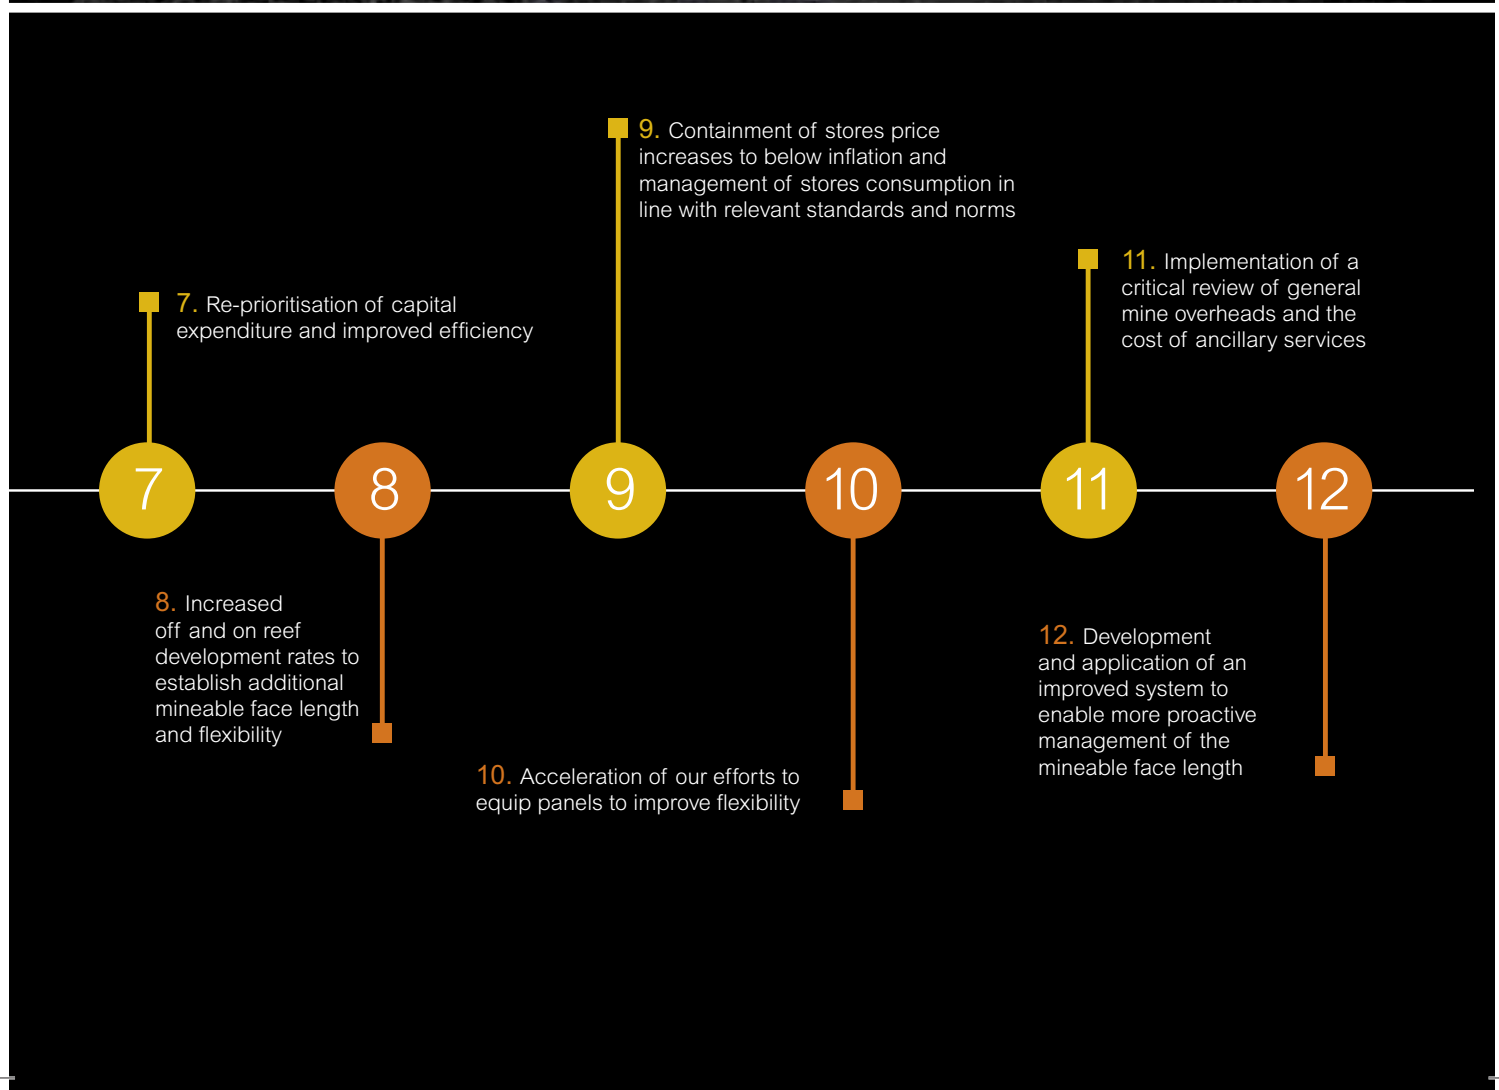 9. Containment of stores price
increases to below inflation and
management of stores consumption in
line with relevant standards and norms
11. Implementation of a
critical review of general
mine overheads and the
cost of ancillary services
7. Re-prioritisation of capital
expenditure and improved efficiency
7
8
9
10
11
12
8. Increased
off and on reef
development rates to
establish additional
mineable face length
and flexibility
12. Development
and application of an
improved system to
enable more proactive
management of the
mineable face length
10. Acceleration of our efforts to
equip panels to improve flexibility